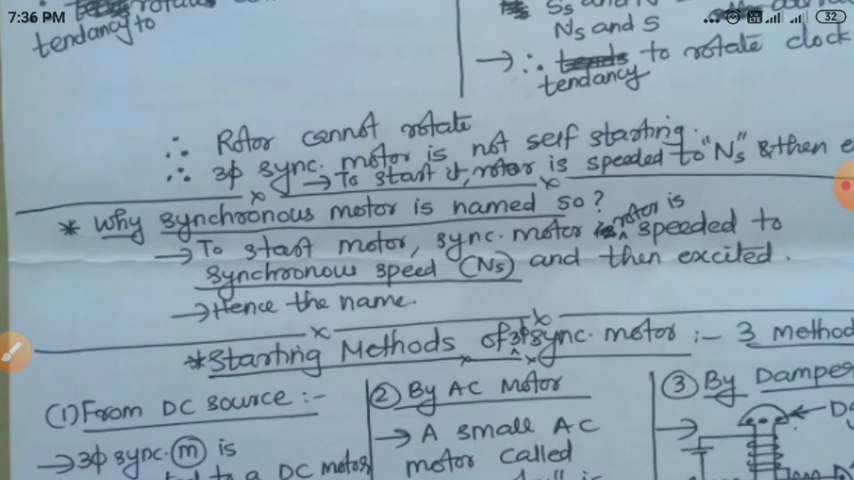 7:36 PM
32
tendancy to
Ns and S
→ ∴ to rotate clock
tendancy
∴ Rotor cannot rotate
∴ 3ϕ sync. motor is not self starting.
→ To start it, rotor is speeded to "Ns" & then e
* Why synchronous motor is named so?
→ To start motor, sync. motor rotor is speeded to
synchronous speed (Ns) and then excited.
→ Hence the name.
* Starting Methods of 3ϕ sync. motor :- 3 method
(1) From DC source :-
→ 3ϕ sync. m is
to a DC motor
② By AC Motor
→ A small AC
motor called
③ By Damper
→